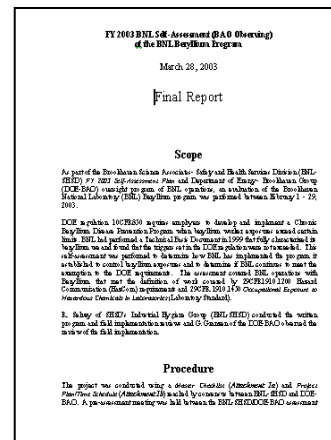 FY 2003 BNL Self-Assessment (BAO Observing)
of the BNL Beryllium Program
March 28, 2003
Final Report
Scope
As part of the Brookhaven Science Associates- Safety and Health Services Division (BNL-
SHSD) FY 2003 Self-Assessment Plan and Department of Energy- Brookhaven Group
(DOE-BAO) oversight program of BNL operations, an evaluation of the Brookhaven
National Laboratory (BNL) Beryllium program was performed between February 1 - 29,
2003.
DOE regulation 10CFR850 requires employers to develop and implement a Chronic
Beryllium Disease Prevention Program when beryllium worker exposures exceed certain
limits. BNL had performed a Technical Basis Document in 1999 that fully characterized its
beryllium use and found that the triggers set in the DOE regulation were not exceeded. The
self-assessment was performed to determine how BNL has implemented the program it
established to control beryllium exposures and to determine if BNL continues to meet the
exemption to the DOE requirements. The assessment covered BNL operations with
Beryllium that met the definition of work covered by 29CFR1910.1200 Hazard
Communication (HazCom) requirements and 29CFR.1910.1450 Occupational Exposure to
Hazardous Chemicals in Laboratories (Laboratory Standard).
R. Selvey of SHSD's Industrial Hygiene Group (BNL-SHSD) conducted the written
program and field implementation reviews and G. of the DOE-BAO observed the
review of the field implementation.
Procedure
The project was conducted using a Master Checklist (Attachment 1a) and Project
Plan/Time Schedule (Attachment 1b) reached by consensus between BNL-SHSD and DOE-
BAO. A pre-assessment meeting was held between the BNL-SHSD/DOE-BAO assessment